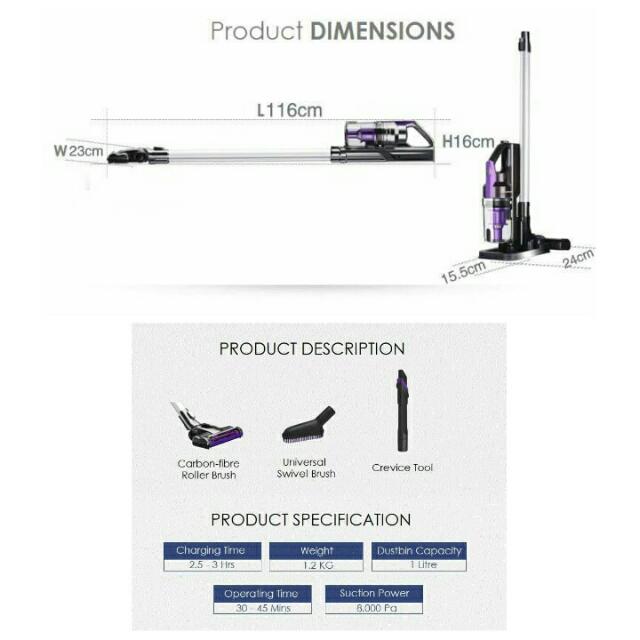 Product DIMENSIONS
L116cm
W23cm
H16cm
15.5cm
24cm
PRODUCT DESCRIPTION
Carbon-fibre
Roller Brush
Universal
Swivel Brush
Crevice Tool
PRODUCT SPECIFICATION
Charging Time
2.5 - 3 Hrs
Weight
1.2 KG
Dustbin Capacity
1 Litre
Operating Time
30 - 45 Mins
Suction Power
8.000 Pa